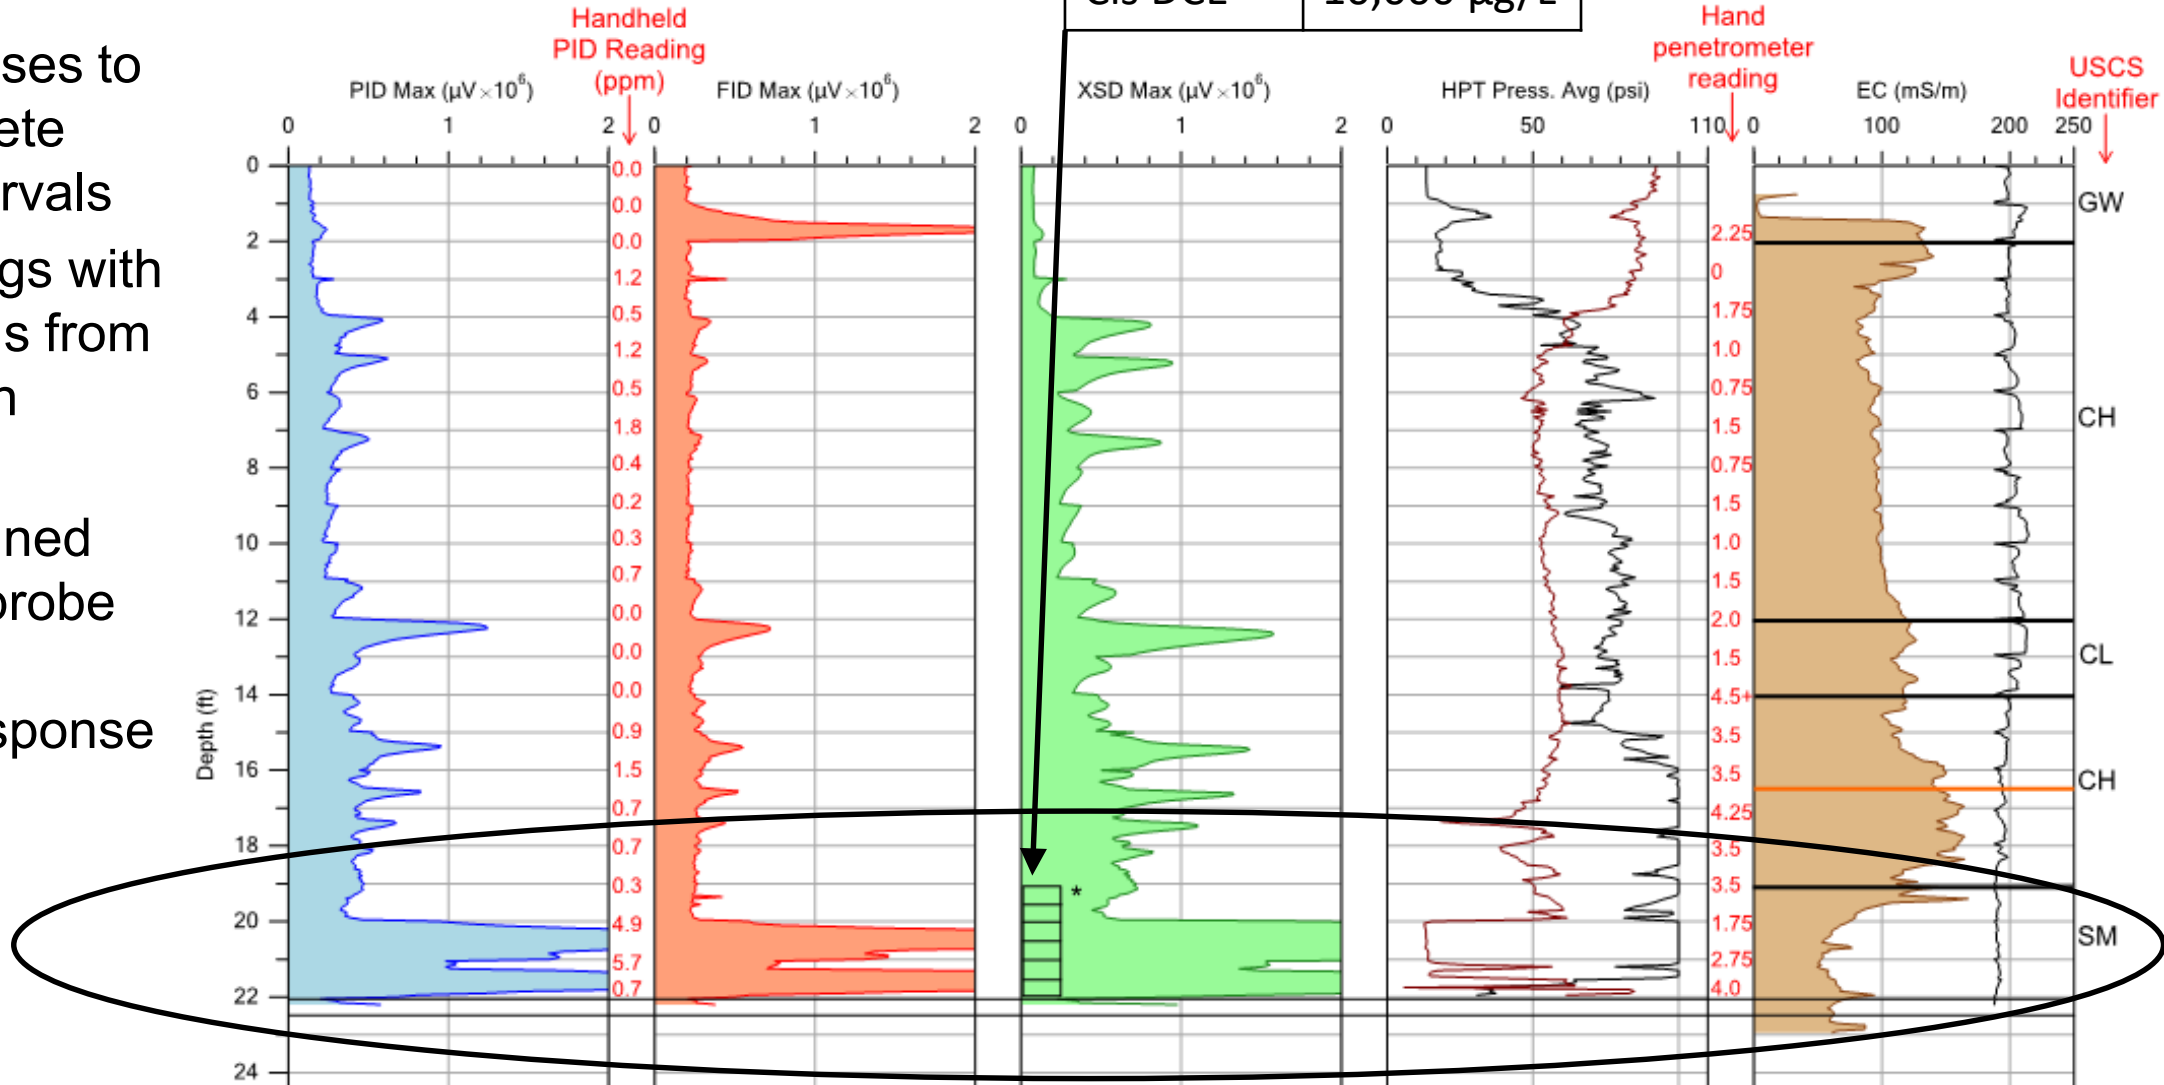 ses to
ete
rvals
gs with
s from
n
ned
probe
sponse
10,000 µg/L
Handheld
PID Reading
(ppm)
Hand
penetrometer
reading
USCS
Identifier
PID Max (µV×10⁶)
FID Max (µV×10⁶)
XSD Max (µV×10⁶)
HPT Press. Avg (psi)
EC (mS/m)
0 1 2
0 1 2
0 1 2
0 50 110
0 100 200 250
Depth (ft)
0
2
4
6
8
10
12
14
16
18
20
22
24
0.0
0.0
0.0
1.2
0.5
1.2
0.5
1.8
0.4
0.2
0.3
0.7
0.0
0.0
0.0
0.9
1.5
0.7
0.7
0.3
4.9
5.7
0.7
*
2.25
0
1.75
1.0
0.75
1.5
0.75
1.5
1.0
1.5
2.0
1.5
4.5+
3.5
3.5
4.25
3.5
3.5
1.75
2.75
4.0
GW
CH
CL
CH
SM